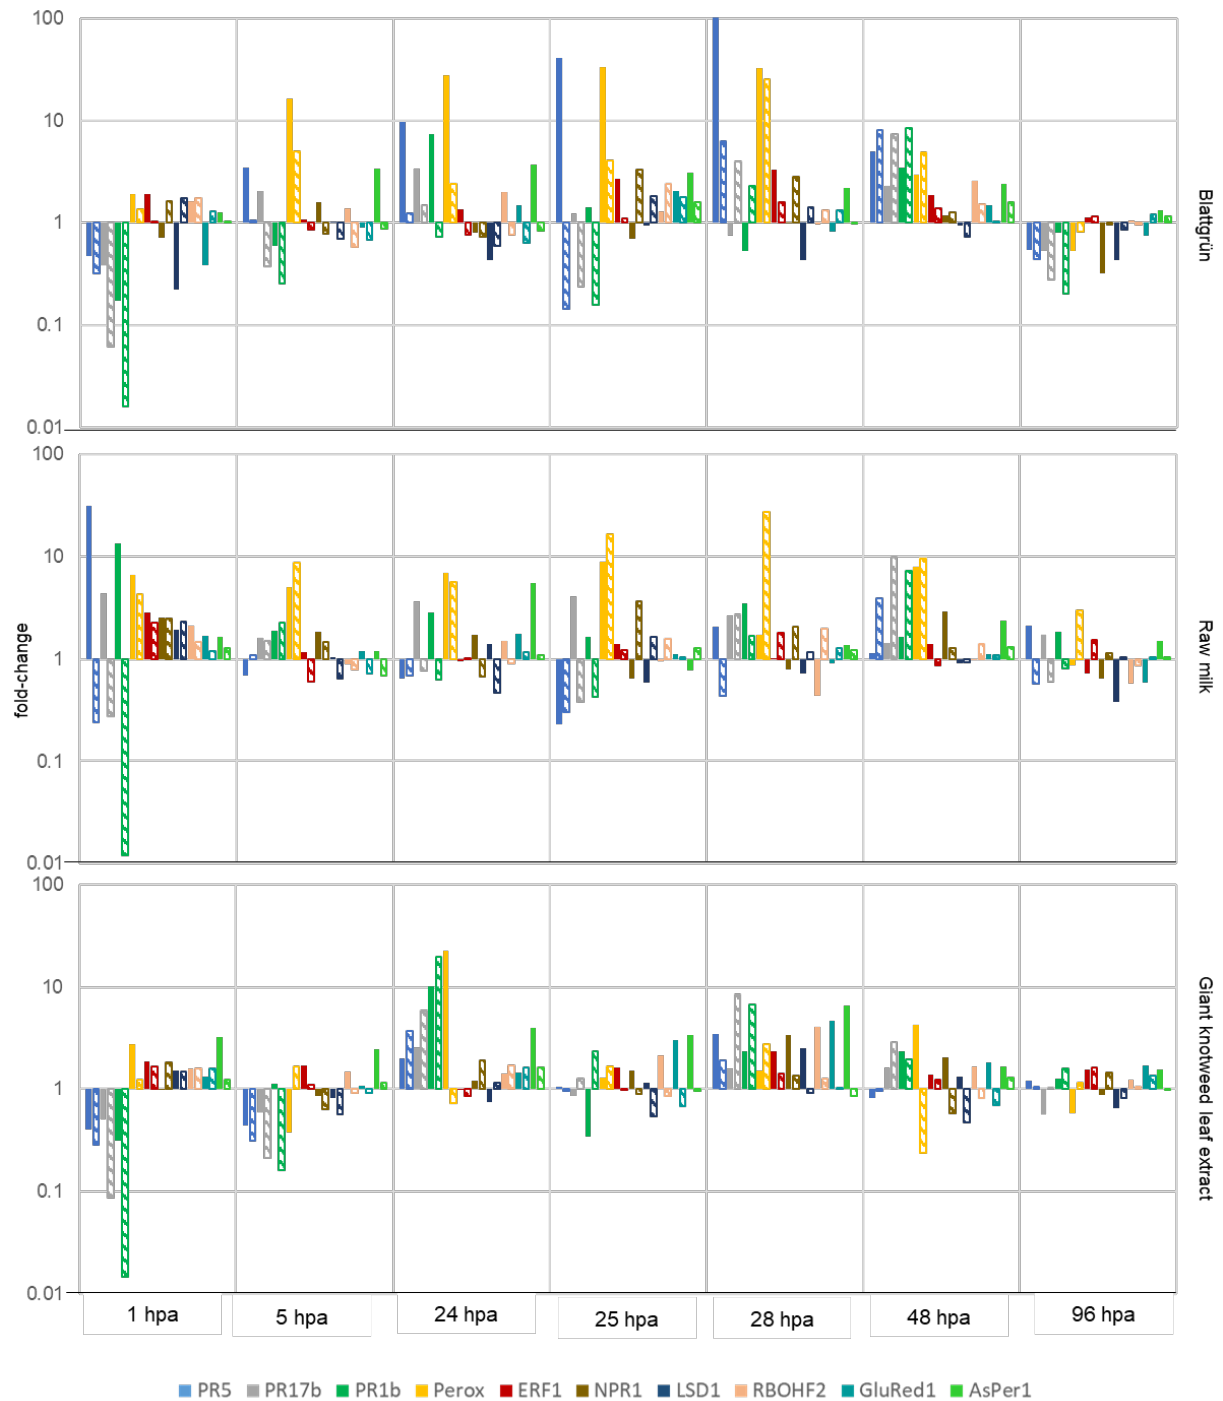 100
10
1
0.1
0.01
Blattgrün
100
10
1
0.1
0.01
Raw milk
fold-change
100
10
1
0.1
0.01
Giant knotweed leaf extract
1 hpa 5 hpa 24 hpa 25 hpa 28 hpa 48 hpa 96 hpa
PR5 PR17b PR1b Perox ERF1 NPR1 LSD1 RBOHF2 GluRed1 AsPer1